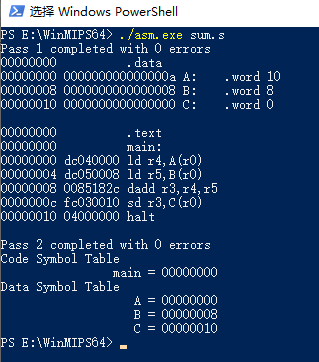 选择 Windows PowerShell
PS E:\WinMIPS64> ./asm.exe sum.s
Pass 1 completed with 0 errors
00000000 .data
00000000 000000000000000a A: .word 10
00000008 0000000000000008 B: .word 8
00000010 0000000000000000 C: .word 0
00000000 .text
00000000 main:
00000000 dc040000 ld r4,A(r0)
00000004 dc050008 ld r5,B(r0)
00000008 0085182c dadd r3,r4,r5
0000000c fc030010 sd r3,C(r0)
00000010 04000000 halt
Pass 2 completed with 0 errors
Code Symbol Table
main = 00000000
Data Symbol Table
A = 00000000
B = 00000008
C = 00000010
PS E:\WinMIPS64>